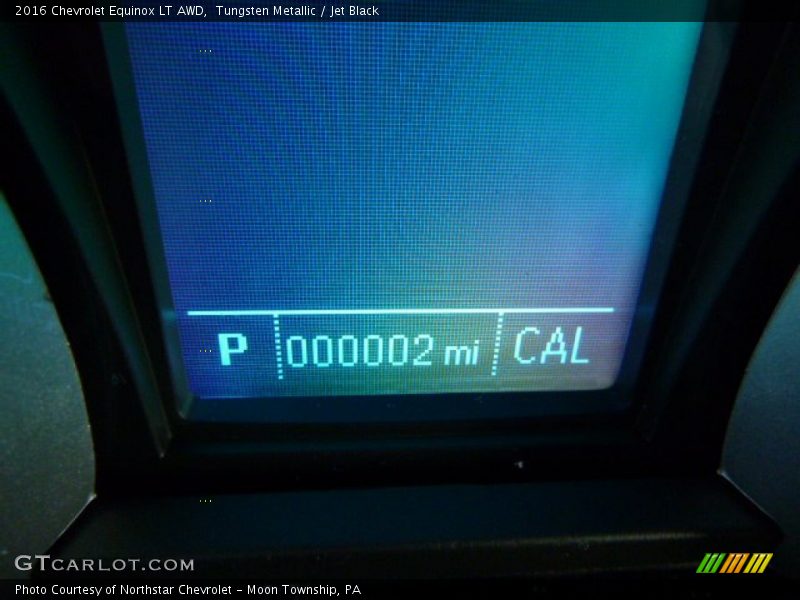 2016 Chevrolet Equinox LT AWD,  Tungsten Metallic / Jet Black
P 000002 mi CAL
GTCARLOT.COM
Photo Courtesy of Northstar Chevrolet - Moon Township, PA